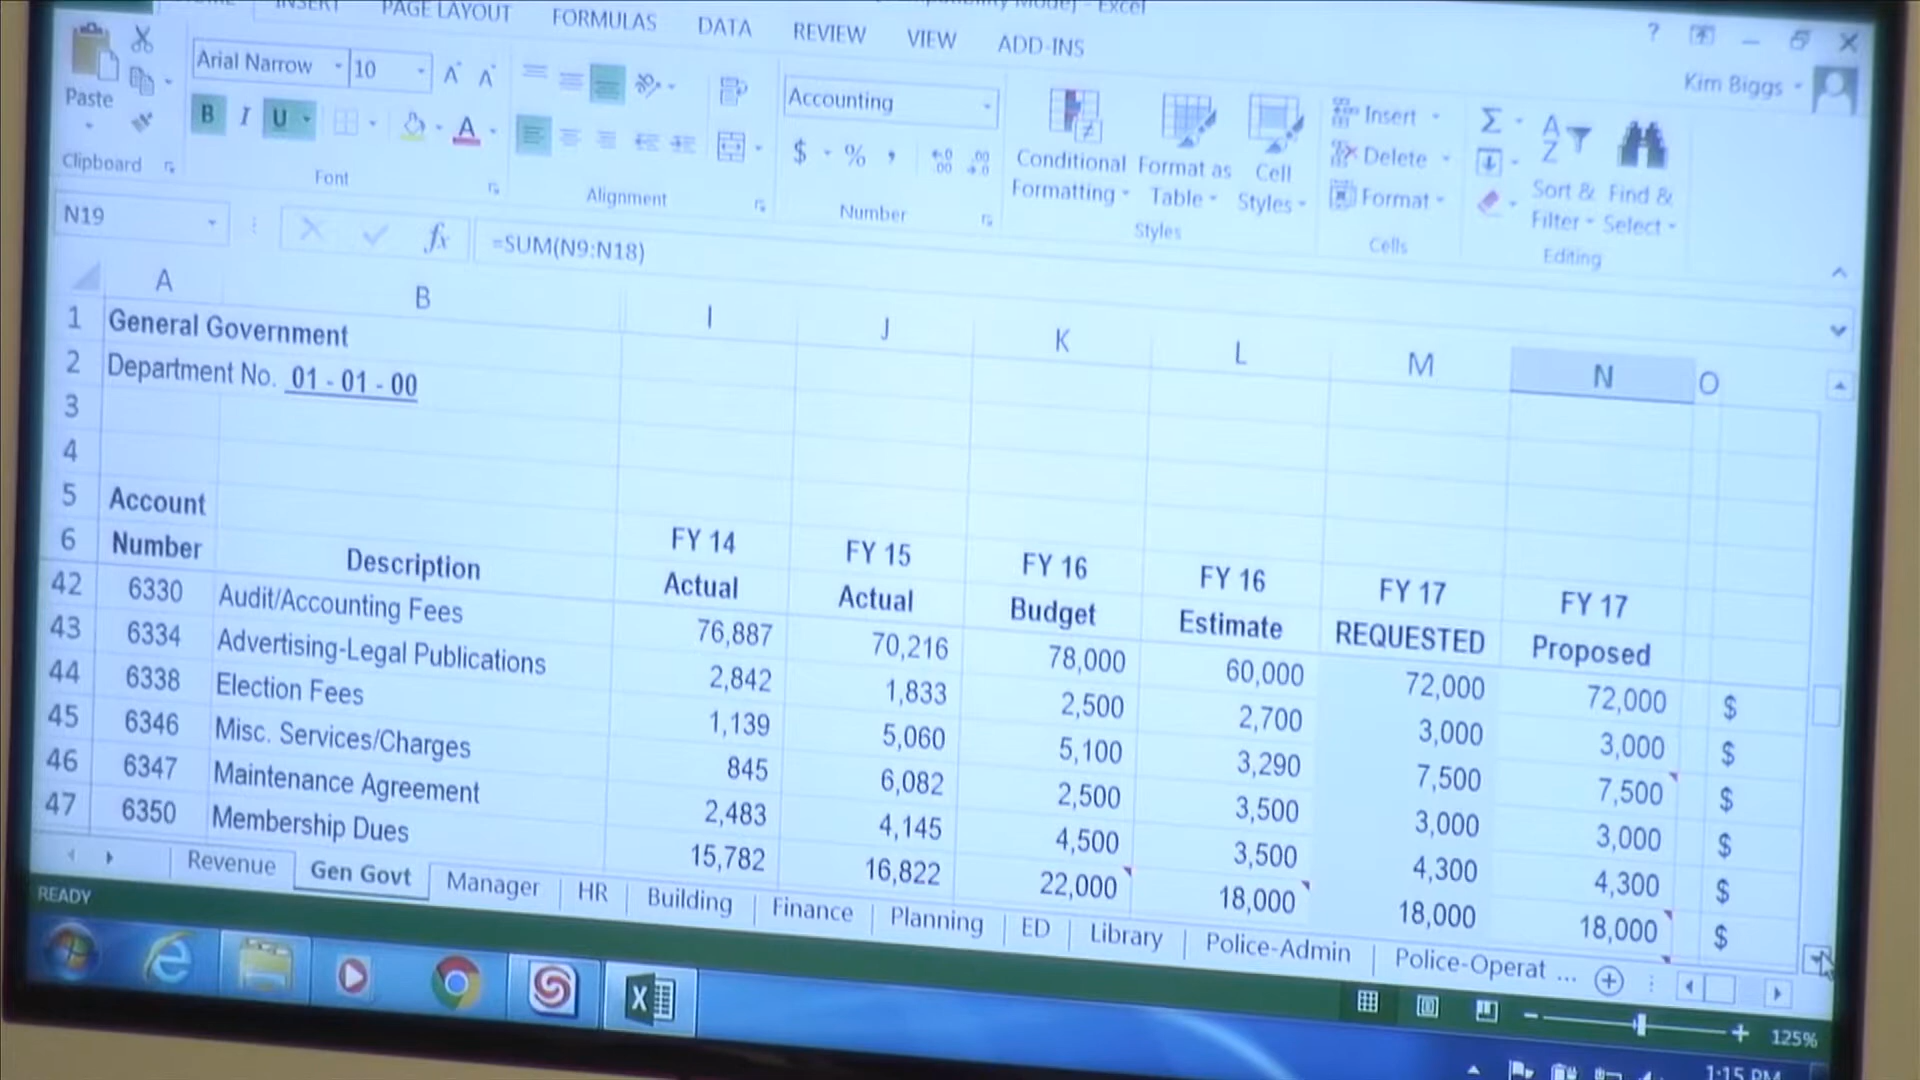 INSERT PAGE LAYOUT FORMULAS DATA REVIEW VIEW ADD-INS
Excel
?
Kim Biggs
Paste
Arial Narrow 10
B I U
Accounting
$ % ,
Conditional Formatting
Format as Table
Cell Styles
Insert
Delete
Format
Sort & Filter
Find & Select
Clipboard Font Alignment Number Styles Cells Editing
N19 fx =SUM(N9:N18)
A B I J K L M N O
1 General Government
2 Department No. 01 - 01 - 00
3
4
5 Account FY 14 FY 15 FY 16 FY 16 FY 17 FY 17
6 Number Description Actual Actual Budget Estimate REQUESTED Proposed
42 6330 Audit/Accounting Fees 76,887 70,216 78,000 60,000 72,000 72,000 $
43 6334 Advertising-Legal Publications 2,842 1,833 2,500 2,700 3,000 3,000 $
44 6338 Election Fees 1,139 5,060 5,100 3,290 7,500 7,500 $
45 6346 Misc. Services/Charges 845 6,082 2,500 3,500 3,000 3,000 $
46 6347 Maintenance Agreement 2,483 4,145 4,500 3,500 4,300 4,300 $
47 6350 Membership Dues 15,782 16,822 22,000 18,000 18,000 18,000 $
Revenue Gen Govt Manager HR Building Finance Planning ED Library Police-Admin Police-Operat ...
READY
125%
1:15 PM